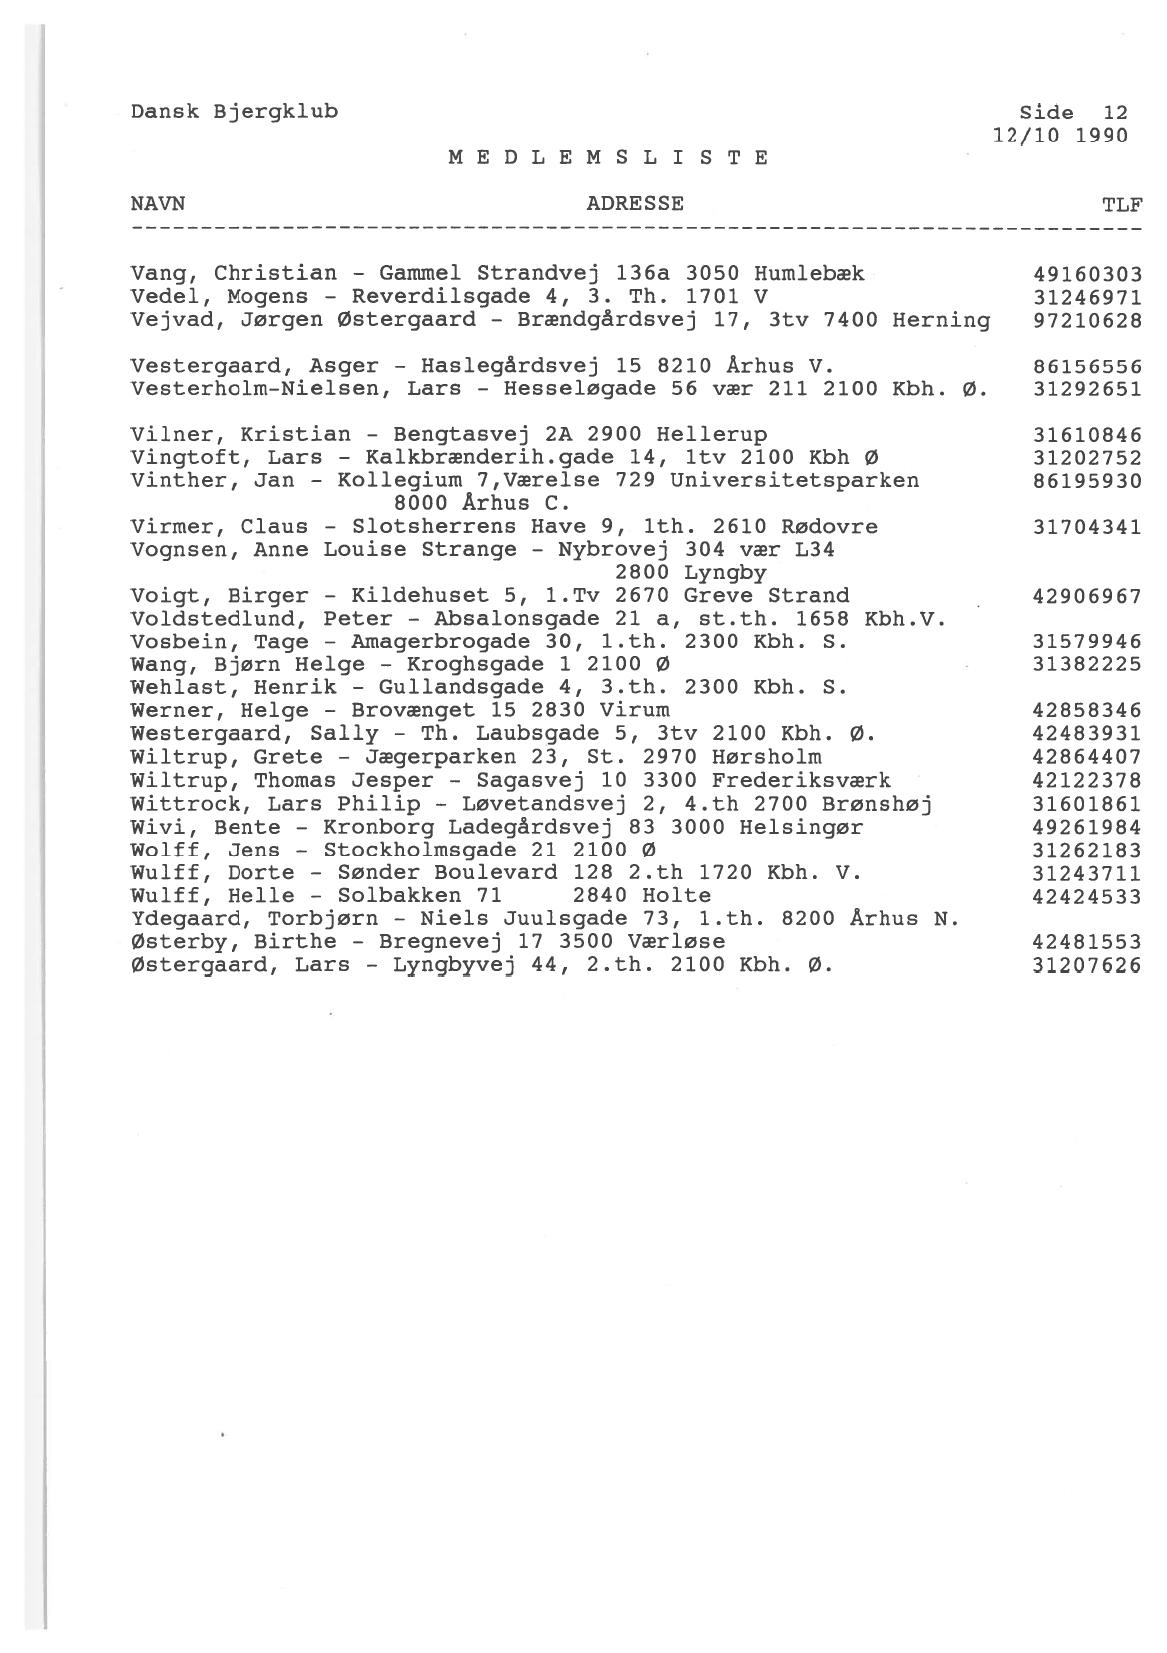 Dansk Bjergklub
Side 12
12/10 1990
M E D L E M S L I S T E
NAVN ADRESSE TLF
--------------------------------------------------------------------------
Vang, Christian - Gammel Strandvej 136a 3050 Humlebæk 49160303
Vedel, Mogens - Reverdilsgade 4, 3. Th. 1701 V 31246971
Vejvad, Jørgen Østergaard - Brændgårdsvej 17, 3tv 7400 Herning 97210628
Vestergaard, Asger - Haslegårdsvej 15 8210 Århus V. 86156556
Vesterholm-Nielsen, Lars - Hesseløgade 56 vær 211 2100 Kbh. Ø. 31292651
Vilner, Kristian - Bengtasvej 2A 2900 Hellerup 31610846
Vingtoft, Lars - Kalkbrænderih.gade 14, 1tv 2100 Kbh Ø 31202752
Vinther, Jan - Kollegium 7,Værelse 729 Universitetsparken 86195930
8000 Århus C.
Virmer, Claus - Slotsherrens Have 9, 1th. 2610 Rødovre 31704341
Vognsen, Anne Louise Strange - Nybrovej 304 vær L34
2800 Lyngby
Voigt, Birger - Kildehuset 5, 1.Tv 2670 Greve Strand 42906967
Voldstedlund, Peter - Absalonsgade 21 a, st.th. 1658 Kbh.V.
Vosbein, Tage - Amagerbrogade 30, 1.th. 2300 Kbh. S. 31579946
Wang, Bjørn Helge - Kroghsgade 1 2100 Ø 31382225
Wehlast, Henrik - Gullandsgade 4, 3.th. 2300 Kbh. S.
Werner, Helge - Brovænget 15 2830 Virum 42858346
Westergaard, Sally - Th. Laubsgade 5, 3tv 2100 Kbh. Ø. 42483931
Wiltrup, Grete - Jægerparken 23, St. 2970 Hørsholm 42864407
Wiltrup, Thomas Jesper - Sagasvej 10 3300 Frederiksværk 42122378
Wittrock, Lars Philip - Løvetandsvej 2, 4.th 2700 Brønshøj 31601861
Wivi, Bente - Kronborg Ladegårdsvej 83 3000 Helsingør 49261984
Wolff, Jens - Stockholmsgade 21 2100 Ø 31262183
Wulff, Dorte - Sønder Boulevard 128 2.th 1720 Kbh. V. 31243711
Wulff, Helle - Solbakken 71 2840 Holte 42424533
Ydegaard, Torbjørn - Niels Juulsgade 73, 1.th. 8200 Århus N.
Østerby, Birthe - Bregnevej 17 3500 Værløse 42481553
Østergaard, Lars - Lyngbyvej 44, 2.th. 2100 Kbh. Ø. 31207626